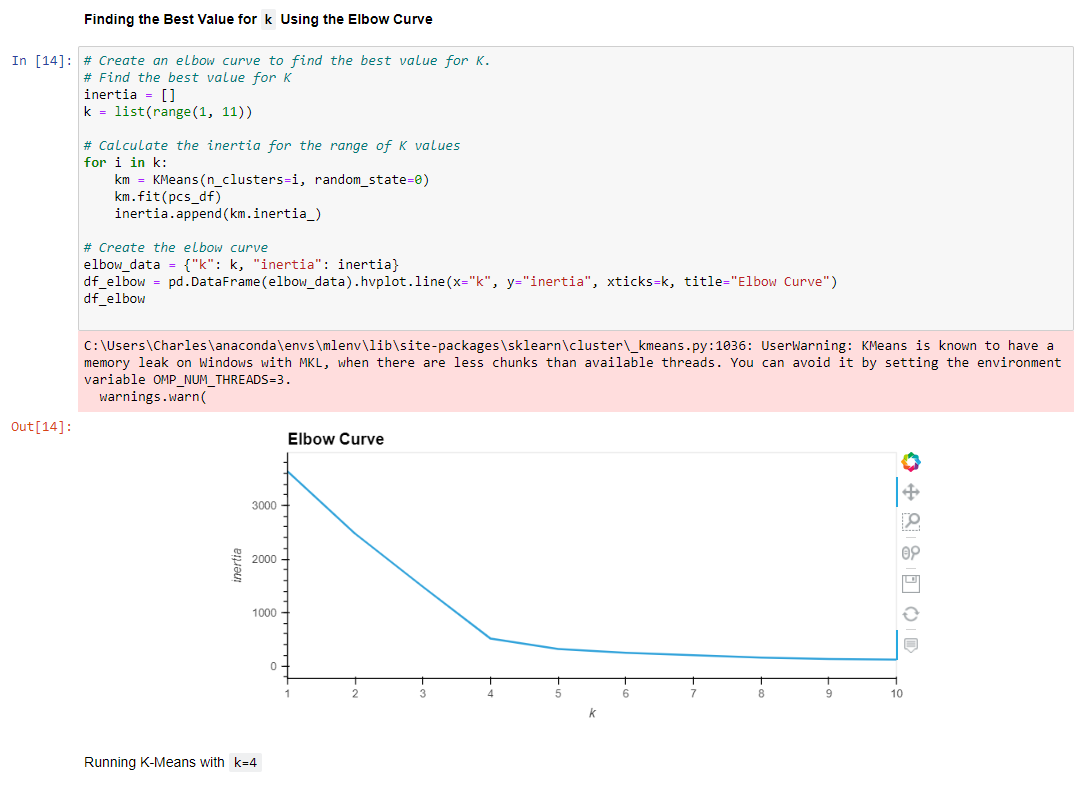 Finding the Best Value for k Using the Elbow Curve
In [14]:
# Create an elbow curve to find the best value for K.
# Find the best value for K
inertia = []
k = list(range(1, 11))
# Calculate the inertia for the range of K values
for i in k:
    km = KMeans(n_clusters=i, random_state=0)
    km.fit(pcs_df)
    inertia.append(km.inertia_)
# Create the elbow curve
elbow_data = {"k": k, "inertia": inertia}
df_elbow = pd.DataFrame(elbow_data).hvplot.line(x="k", y="inertia", xticks=k, title="Elbow Curve")
df_elbow
C:\Users\Charles\anaconda\envs\mlenv\lib\site-packages\sklearn\cluster\_kmeans.py:1036: UserWarning: KMeans is known to have a
memory leak on Windows with MKL, when there are less chunks than available threads. You can avoid it by setting the environment
variable OMP_NUM_THREADS=3.
  warnings.warn(
Out[14]:
Elbow Curve
3000
2000
1000
0
inertia
1 2 3 4 5 6 7 8 9 10
k
Running K-Means with k=4